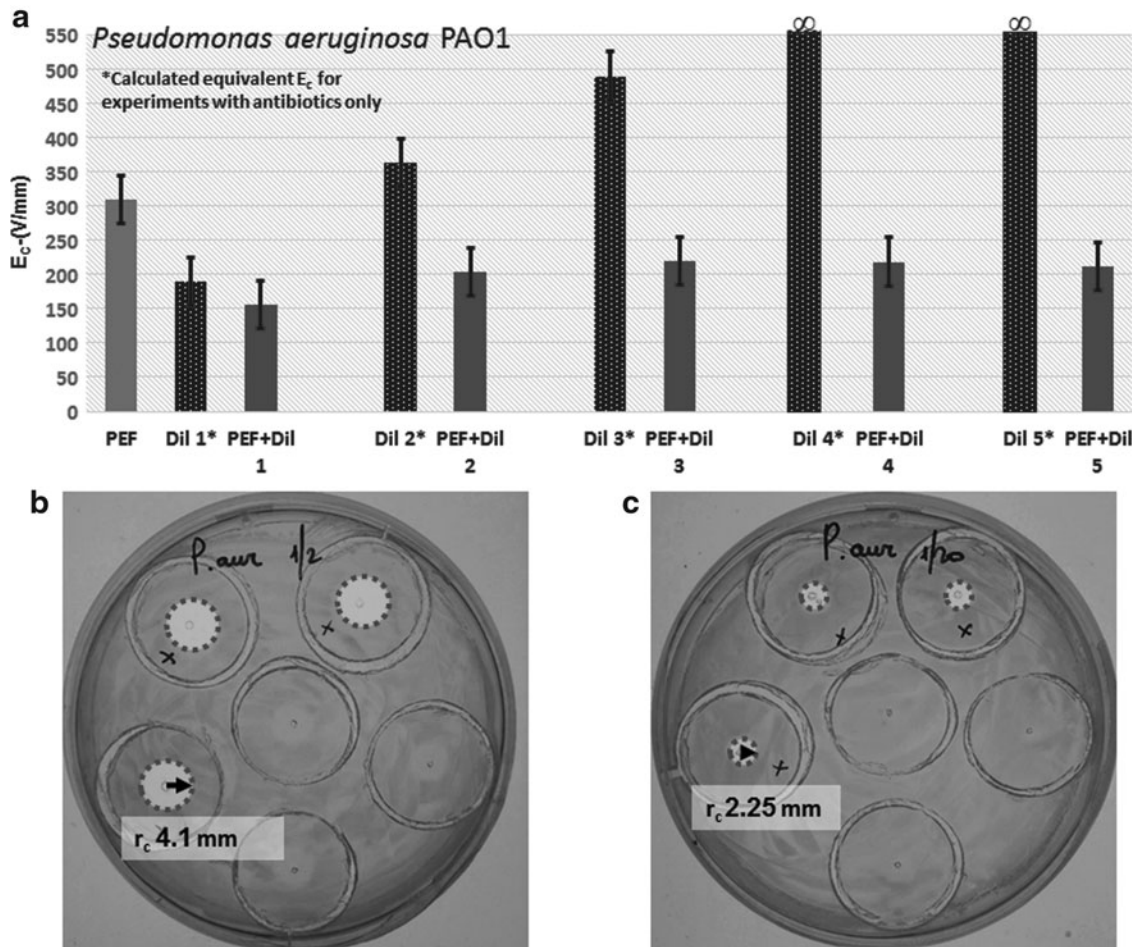 a
Pseudomonas aeruginosa PAO1
*Calculated equivalent Ec for
experiments with antibiotics only
Ec-(V/mm)
550
500
450
400
350
300
250
200
150
100
50
0
∞
∞
PEF
Dil 1*
PEF+Dil
1
Dil 2*
PEF+Dil
2
Dil 3*
PEF+Dil
3
Dil 4*
PEF+Dil
4
Dil 5*
PEF+Dil
5
b
P. aur 1/2
x
x
rc 4.1 mm
c
P. aur 1/20
x
x
x
rc 2.25 mm